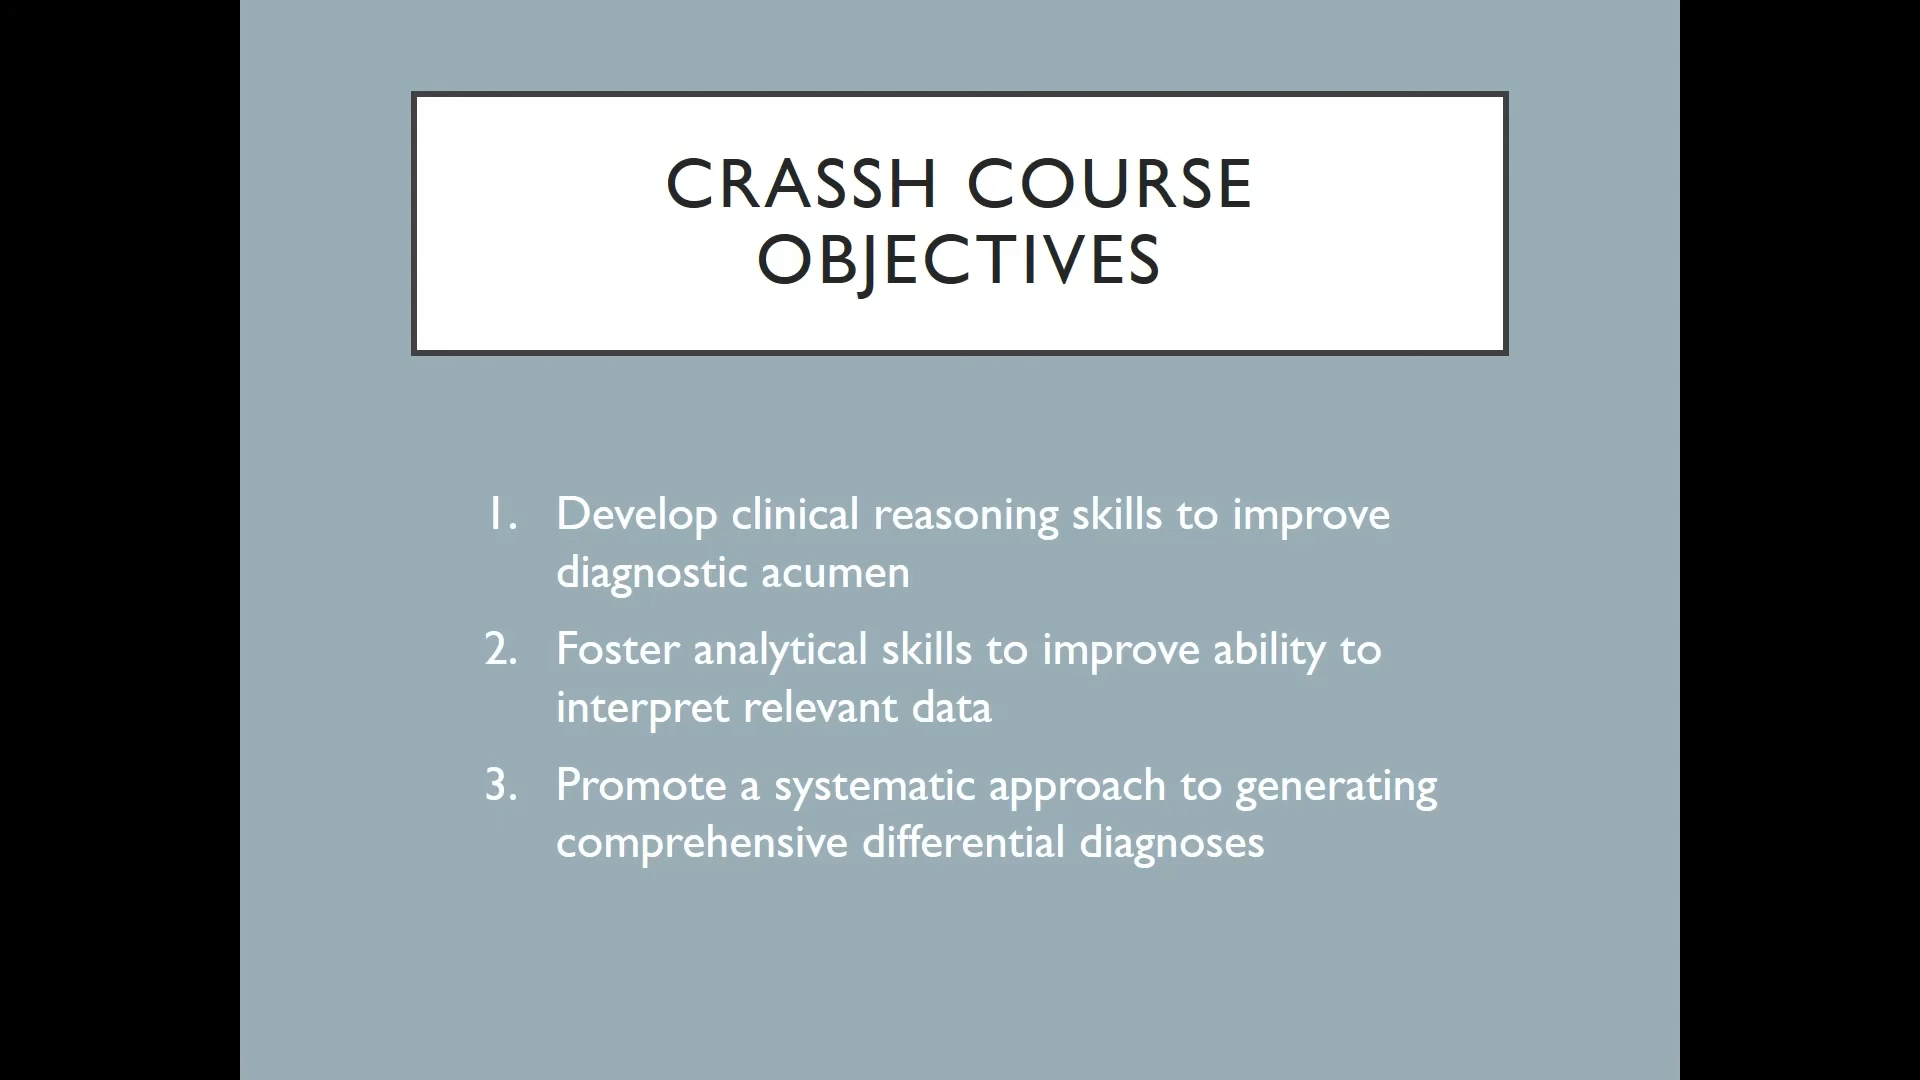 CRASSH COURSE
OBJECTIVES
1. Develop clinical reasoning skills to improve
diagnostic acumen
2. Foster analytical skills to improve ability to
interpret relevant data
3. Promote a systematic approach to generating
comprehensive differential diagnoses